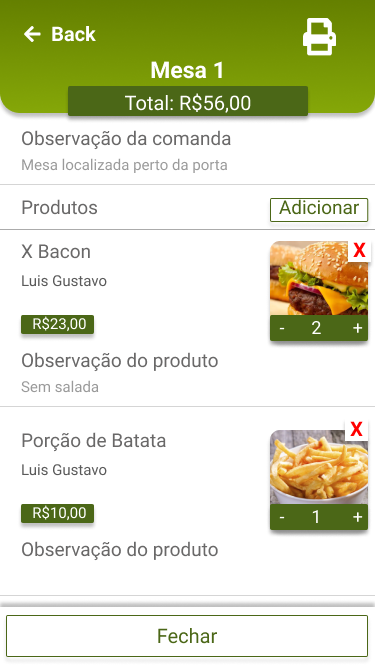 Back
Mesa 1
Total: R$56,00
Observação da comanda
Mesa localizada perto da porta
Produtos
Adicionar
X Bacon
X
Luis Gustavo
R$23,00
- 2 +
Observação do produto
Sem salada
X
Porção de Batata
Luis Gustavo
R$10,00
- 1 +
Observação do produto
Fechar